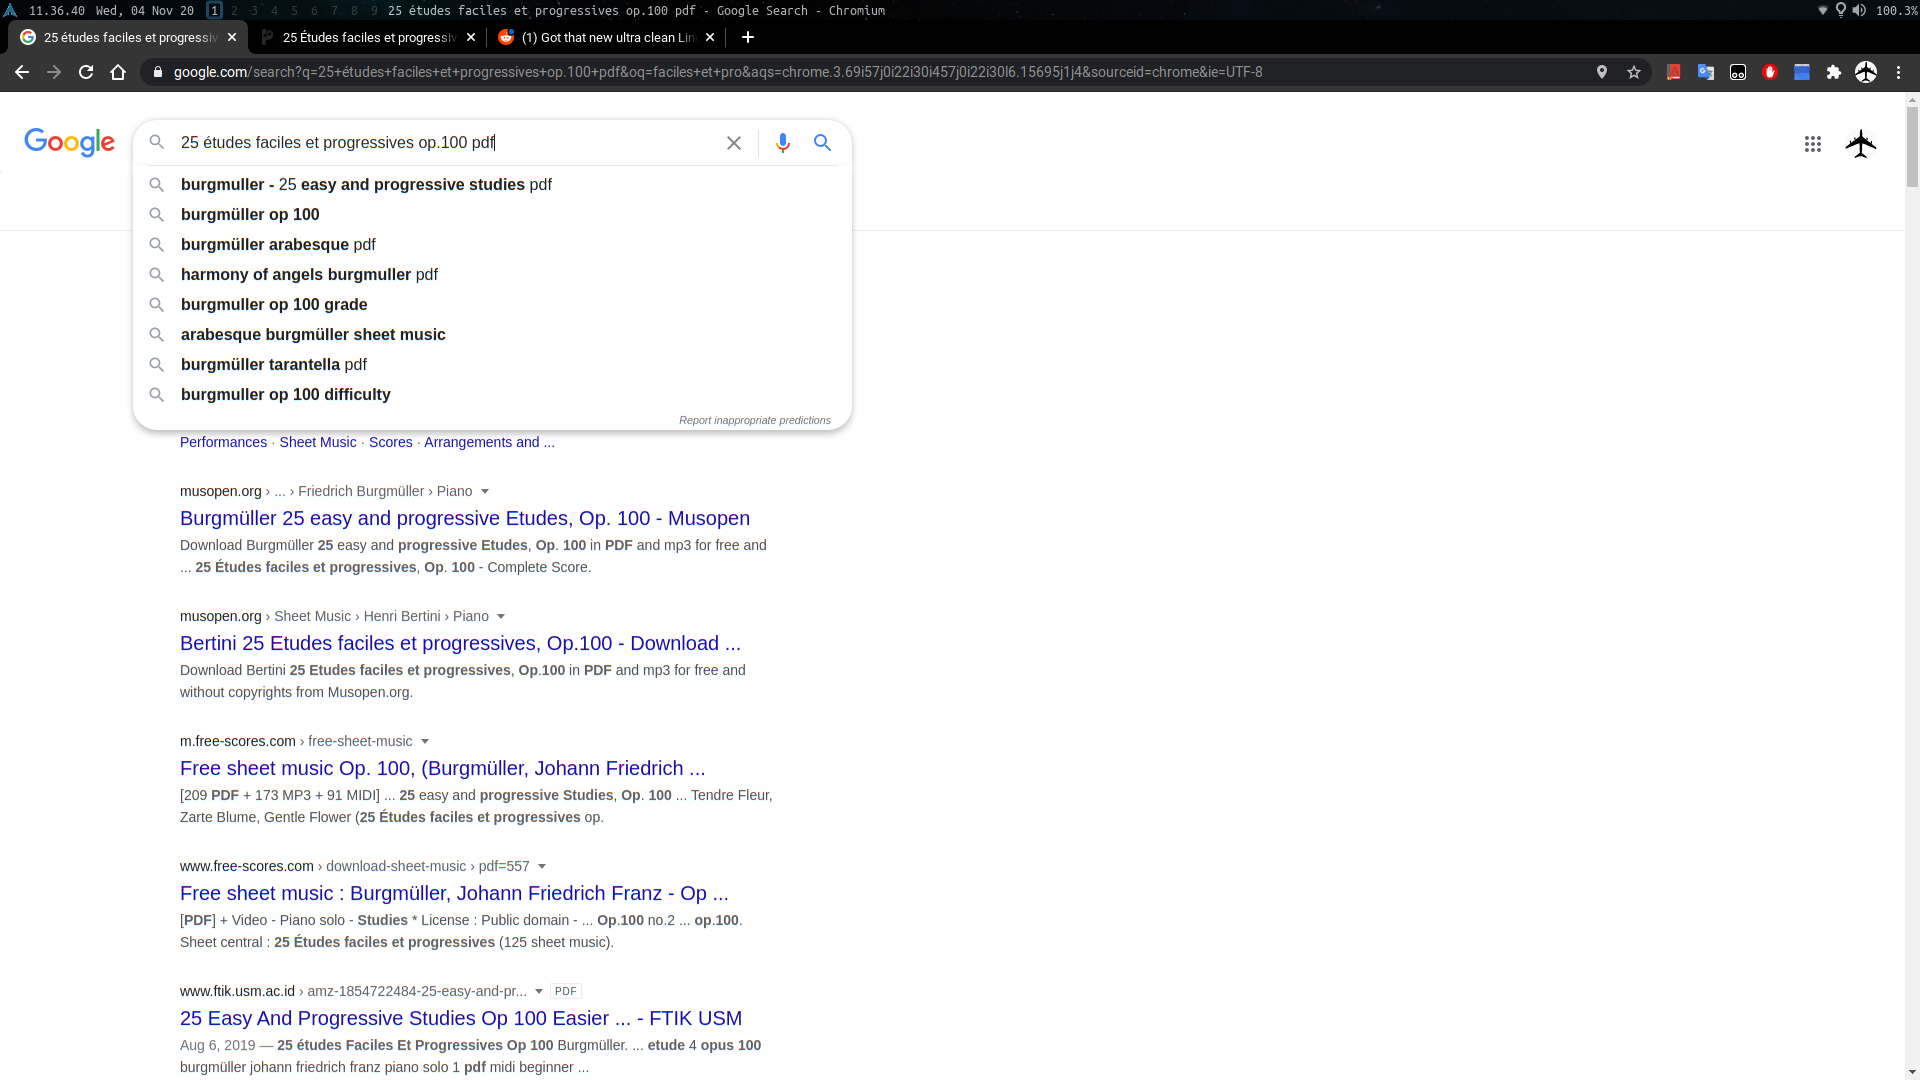 11.36.40 Wed, 04 Nov 20 1 2 3 4 5 6 7 8 9 25 études faciles et progressives op.100 pdf - Google Search - Chromium 100.3%
25 études faciles et progressiv
25 Études faciles et progressiv
(1) Got that new ultra clean Lin
google.com/search?q=25+études+faciles+et+progressives+op.100+pdf&oq=faciles+et+pro&aqs=chrome.3.69i57j0i22i30i457j0i22i30l6.15695j1j4&sourceid=chrome&ie=UTF-8
Google
25 études faciles et progressives op.100 pdf
burgmuller - 25 easy and progressive studies pdf
burgmüller op 100
burgmüller arabesque pdf
harmony of angels burgmuller pdf
burgmuller op 100 grade
arabesque burgmüller sheet music
burgmüller tarantella pdf
burgmuller op 100 difficulty
Report inappropriate predictions
Performances · Sheet Music · Scores · Arrangements and ...
musopen.org › ... › Friedrich Burgmüller › Piano
Burgmüller 25 easy and progressive Etudes, Op. 100 - Musopen
Download Burgmüller 25 easy and progressive Etudes, Op. 100 in PDF and mp3 for free and
... 25 Études faciles et progressives, Op. 100 - Complete Score.
musopen.org › Sheet Music › Henri Bertini › Piano
Bertini 25 Etudes faciles et progressives, Op.100 - Download ...
Download Bertini 25 Etudes faciles et progressives, Op.100 in PDF and mp3 for free and
without copyrights from Musopen.org.
m.free-scores.com › free-sheet-music
Free sheet music Op. 100, (Burgmüller, Johann Friedrich ...
[209 PDF + 173 MP3 + 91 MIDI] ... 25 easy and progressive Studies, Op. 100 ... Tendre Fleur,
Zarte Blume, Gentle Flower (25 Études faciles et progressives op.
www.free-scores.com › download-sheet-music › pdf=557
Free sheet music : Burgmüller, Johann Friedrich Franz - Op ...
[PDF] + Video - Piano solo - Studies * License : Public domain - ... Op.100 no.2 ... op.100.
Sheet central : 25 Études faciles et progressives (125 sheet music).
www.ftik.usm.ac.id › amz-1854722484-25-easy-and-pr... PDF
25 Easy And Progressive Studies Op 100 Easier ... - FTIK USM
Aug 6, 2019 — 25 études Faciles Et Progressives Op 100 Burgmüller. ... etude 4 opus 100
burgmüller johann friedrich franz piano solo 1 pdf midi beginner ...